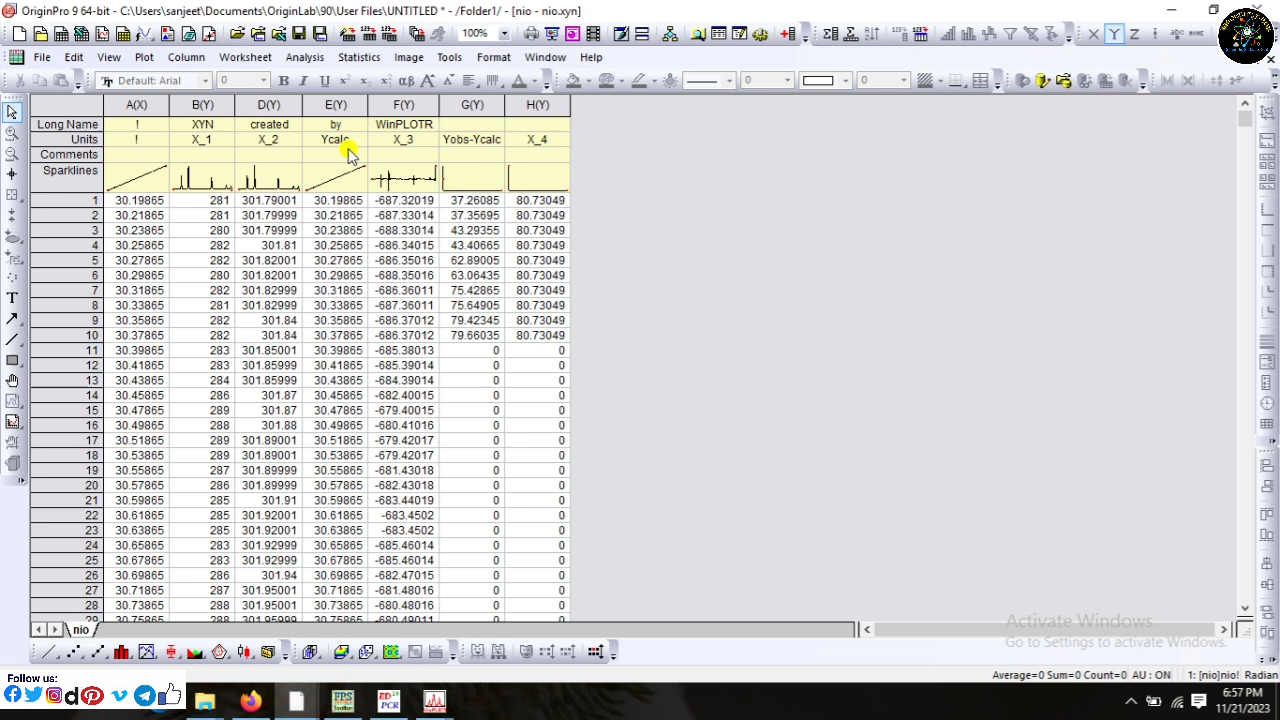 OriginPro 9 64-bit - C:\Users\sanjeet\Documents\OriginLab\90\User Files\UNTITLED * - /Folder1/ - [nio - nio.xyn]
100%
File Edit View Plot Column Worksheet Analysis Statistics Image Tools Format Window Help
Default: Arial 0 B I U αβ A A 0 0
A(X) B(Y) D(Y) E(Y) F(Y) G(Y) H(Y)
Long Name ! XYN created by WinPLOTR
Units ! X_1 X_2 Ycalc X_3 Yobs-Ycalc X_4
Comments
Sparklines
1 30.19865 281 301.79001 30.19865 -687.32019 37.26085 80.73049
2 30.21865 281 301.79999 30.21865 -687.33014 37.35695 80.73049
3 30.23865 280 301.79999 30.23865 -688.33014 43.29355 80.73049
4 30.25865 282 301.81 30.25865 -686.34015 43.40665 80.73049
5 30.27865 282 301.82001 30.27865 -686.35016 62.89005 80.73049
6 30.29865 280 301.82001 30.29865 -688.35016 63.06435 80.73049
7 30.31865 282 301.82999 30.31865 -686.36011 75.42865 80.73049
8 30.33865 281 301.82999 30.33865 -687.36011 75.64905 80.73049
9 30.35865 282 301.84 30.35865 -686.37012 79.42345 80.73049
10 30.37865 282 301.84 30.37865 -686.37012 79.66035 80.73049
11 30.39865 283 301.85001 30.39865 -685.38013 0 0
12 30.41865 283 301.85999 30.41865 -685.39014 0 0
13 30.43865 284 301.85999 30.43865 -684.39014 0 0
14 30.45865 286 301.87 30.45865 -682.40015 0 0
15 30.47865 289 301.87 30.47865 -679.40015 0 0
16 30.49865 288 301.88 30.49865 -680.41016 0 0
17 30.51865 289 301.89001 30.51865 -679.42017 0 0
18 30.53865 289 301.89001 30.53865 -679.42017 0 0
19 30.55865 287 301.89999 30.55865 -681.43018 0 0
20 30.57865 286 301.89999 30.57865 -682.43018 0 0
21 30.59865 285 301.91 30.59865 -683.44019 0 0
22 30.61865 285 301.92001 30.61865 -683.4502 0 0
23 30.63865 285 301.92001 30.63865 -683.4502 0 0
24 30.65865 283 301.92999 30.65865 -685.46014 0 0
25 30.67865 283 301.92999 30.67865 -685.46014 0 0
26 30.69865 286 301.94 30.69865 -682.47015 0 0
27 30.71865 287 301.95001 30.71865 -681.48016 0 0
28 30.73865 288 301.95001 30.73865 -680.48016 0 0
29 30.75865 288 301.95999 30.75865 -680.49011 0 0
nio
Activate Windows
Go to Settings to activate Windows.
Average=0 Sum=0 Count=0 AU : ON 1: [nio]nio! Radian
Follow us:
EPS
ED
PCR
6:57 PM
11/21/2023